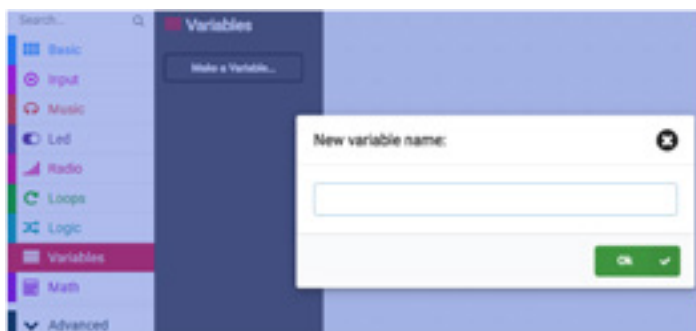 Search...
Basic
Input
Music
Led
Radio
Loops
Logic
Variables
Math
Advanced
Variables
Make a Variable...
New variable name:
Ok